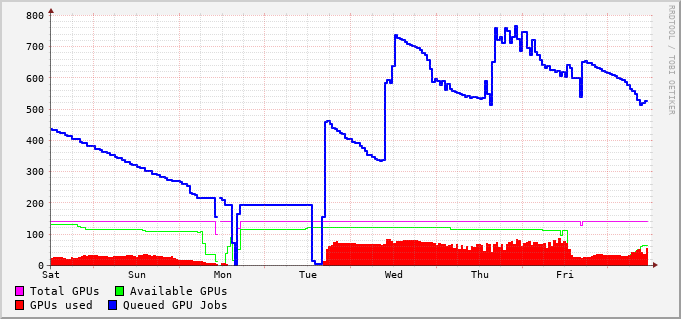 800
700
600
500
400
300
200
100
0
Sat Sun Mon Tue Wed Thu Fri
Total GPUs Available GPUs
GPUs used Queued GPU Jobs
RRDTOOL / TOBI OETIKER